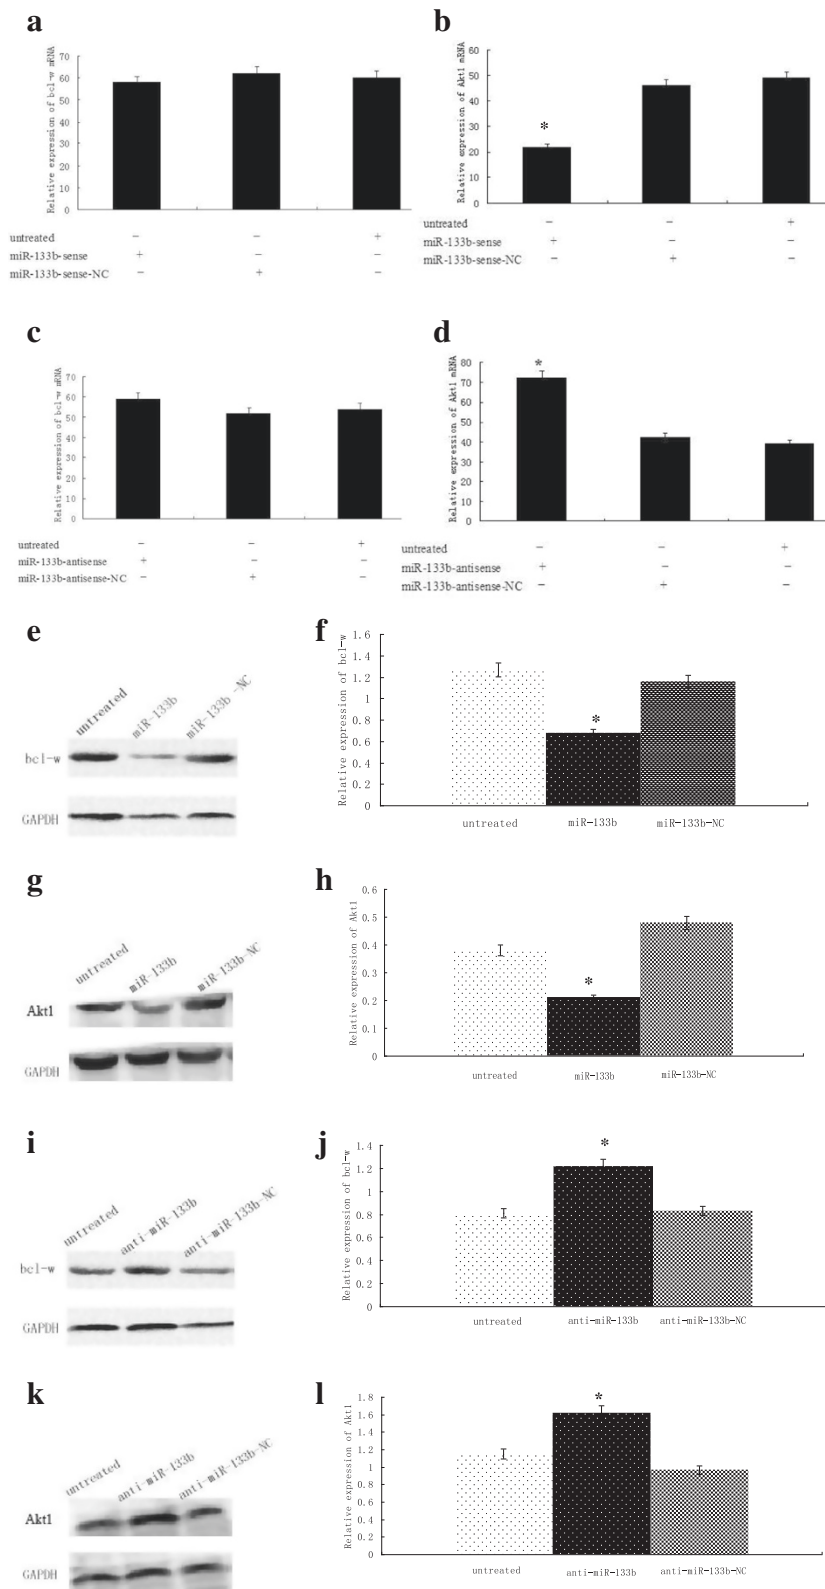 a
Relative expression of bcl-w mRNA
70
60
50
40
30
20
10
0
untreated − − +
miR-133b-sense + − −
miR-133b-sense-NC − + −
b
Relative expression of Akt1 mRNA
60
50
40
30
20
10
0
*
untreated − − +
miR-133b-sense + − −
miR-133b-sense-NC − + −
c
Relative expression of bcl-w mRNA
70
60
50
40
30
20
10
0
untreated − − +
miR-133b-antisense + − −
miR-133b-antisense-NC − + −
d
Relative expression of Akt1 mRNA
80
70
60
50
40
30
20
10
0
*
untreated − − +
miR-133b-antisense + − −
miR-133b-antisense-NC − + −
e
untreated miR-133b miR-133b -NC
bcl-w
GAPDH
f
Relative expression of bcl-w
1.6
1.4
1.2
1
0.8
0.6
0.4
0.2
0
*
untreated miR-133b miR-133b-NC
g
untreated miR-133b miR-133b-NC
Akt1
GAPDH
h
Relative expression of Akt1
0.6
0.5
0.4
0.3
0.2
0.1
0
*
untreated miR-133b miR-133b-NC
i
untreated anti-miR-133b anti-miR-133b-NC
bcl-w
GAPDH
j
Relative expression of bcl-w
1.4
1.2
1
0.8
0.6
0.4
0.2
0
*
untreated anti-miR-133b anti-miR-133b-NC
k
untreated anti-miR-133b anti-miR-133b-NC
Akt1
GAPDH
l
Relative expression of Akt1
1.8
1.6
1.4
1.2
1
0.8
0.6
0.4
0.2
0
*
untreated anti-miR-133b anti-miR-133b-NC